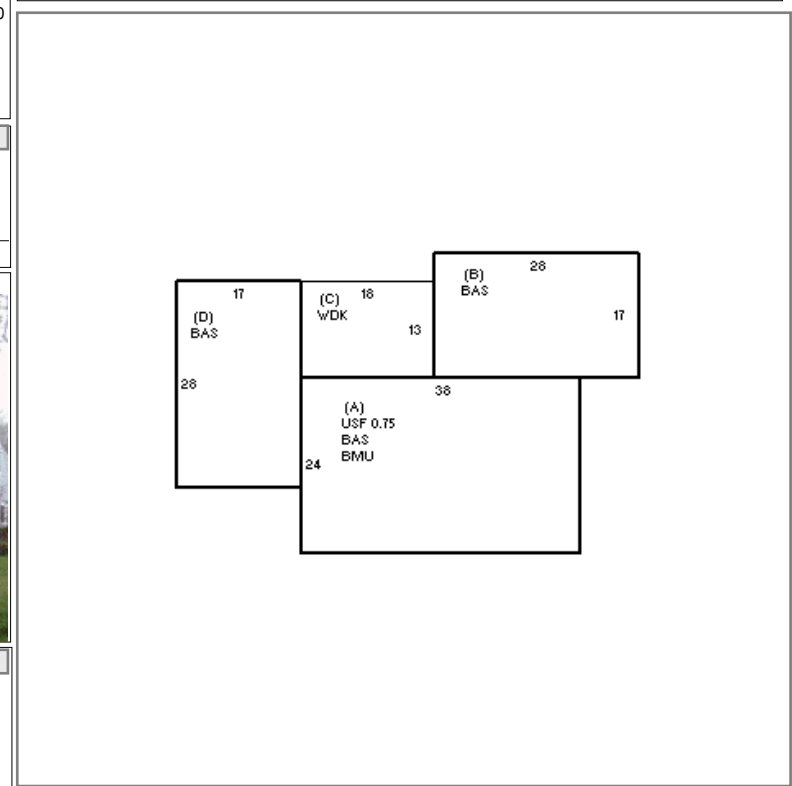 (B)
BAS
28
17
17
(D)
BAS
28
(C)
WDK
18
13
38
(A)
USF 0.75
BAS
BMU
24